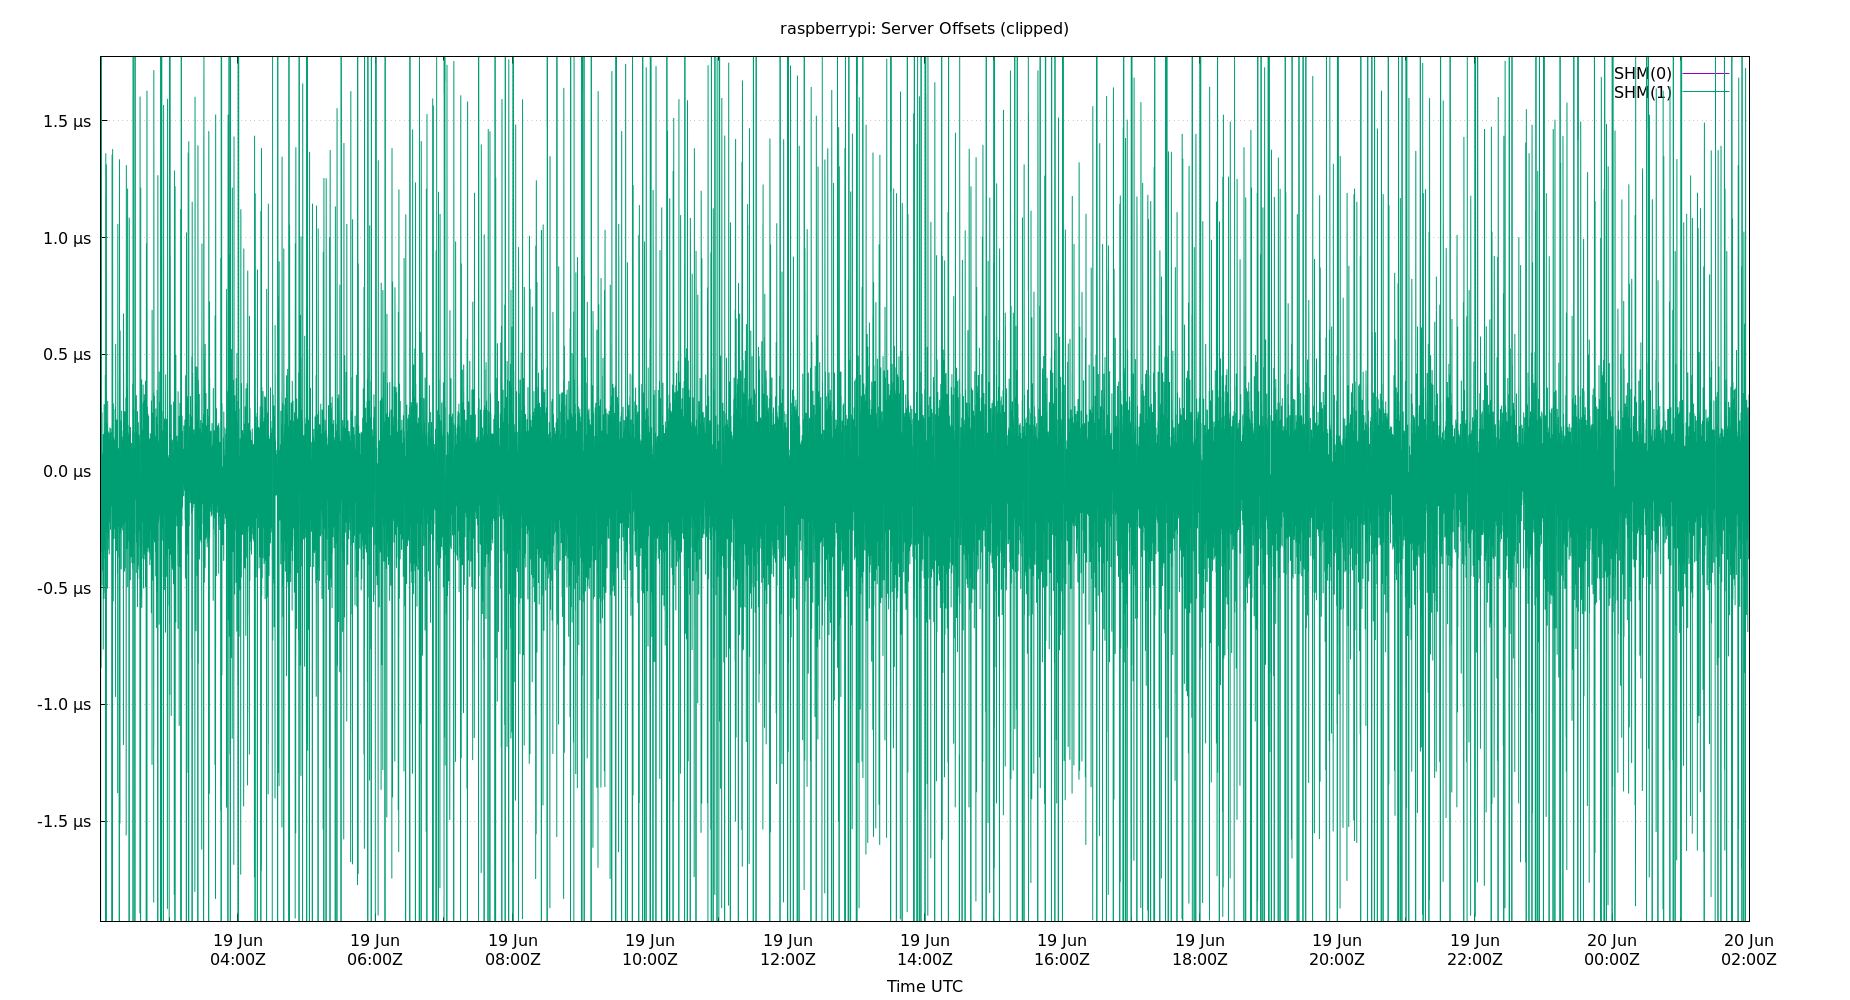 raspberrypi: Server Offsets (clipped)
SHM(0)
SHM(1)
1.5 µs
1.0 µs
0.5 µs
0.0 µs
-0.5 µs
-1.0 µs
-1.5 µs
19 Jun 19 Jun 19 Jun 19 Jun 19 Jun 19 Jun 19 Jun 19 Jun 19 Jun 19 Jun 20 Jun 20 Jun
04:00Z 06:00Z 08:00Z 10:00Z 12:00Z 14:00Z 16:00Z 18:00Z 20:00Z 22:00Z 00:00Z 02:00Z
Time UTC